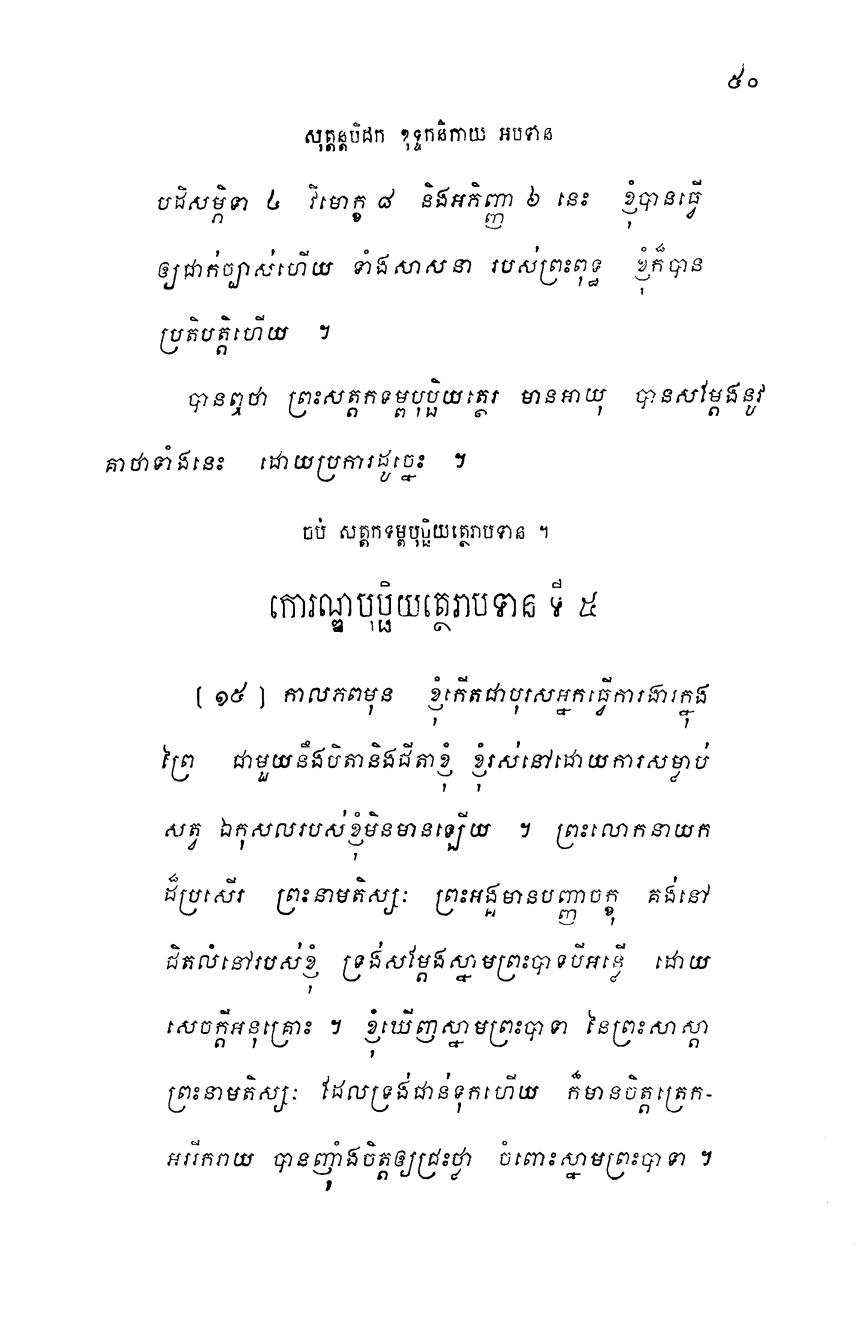 ៥០
សុត្តន្តបិដក ខុទ្ទកនិកាយ អបទាន
បដិសម្ភិទា ៤ វិមោក្ខ ៨ និងអភិញ្ញា ៦ នេះ ខ្ញុំបានធ្វើ
ឲ្យជាក់ច្បាស់ហើយ ទាំងសាសនា របស់ព្រះពុទ្ធ ខ្ញុំក៏បាន
ប្រតិបត្តិហើយ ។
បានឮថា ព្រះសត្តកទម្ពបុប្ផិយត្ថេរ មានអាយុ បានសម្តែងនូវ
គាថាទាំងនេះ ដោយប្រការដូច្នេះ ។
ចប់ សត្តកទម្ពបុប្ផិយត្ថេរាបទាន ។
កោរណ្ឌបុប្ផិយត្ថេរាបទាន ទី ៥
[ ១៥ ] កាលភពមុន ខ្ញុំកើតជាបុរសអ្នកធ្វើការងារក្នុង
ព្រៃ ជាមួយនឹងបិតានិងជីតាខ្ញុំ ខ្ញុំរស់នៅដោយការសម្លាប់
សត្វ ឯកុសលរបស់ខ្ញុំមិនមានឡើយ ។ ព្រះលោកនាយក
ដ៏ប្រសើរ ព្រះនាមតិស្សៈ ព្រះអង្គមានបញ្ញាចក្ខុ គង់នៅ
ជិតលំនៅរបស់ខ្ញុំ ទ្រង់សម្តែងស្នាមព្រះបាទបីអន្លើ ដោយ
សេចក្តីអនុគ្រោះ ។ ខ្ញុំឃើញស្នាមព្រះបាទា នៃព្រះសាស្តា
ព្រះនាមតិស្សៈ ដែលទ្រង់ជាន់ទុកហើយ ក៏មានចិត្តត្រេក-
អររីករាយ បានញ៉ាំងចិត្តឲ្យជ្រះថ្លា ចំពោះស្នាមព្រះបាទា ។